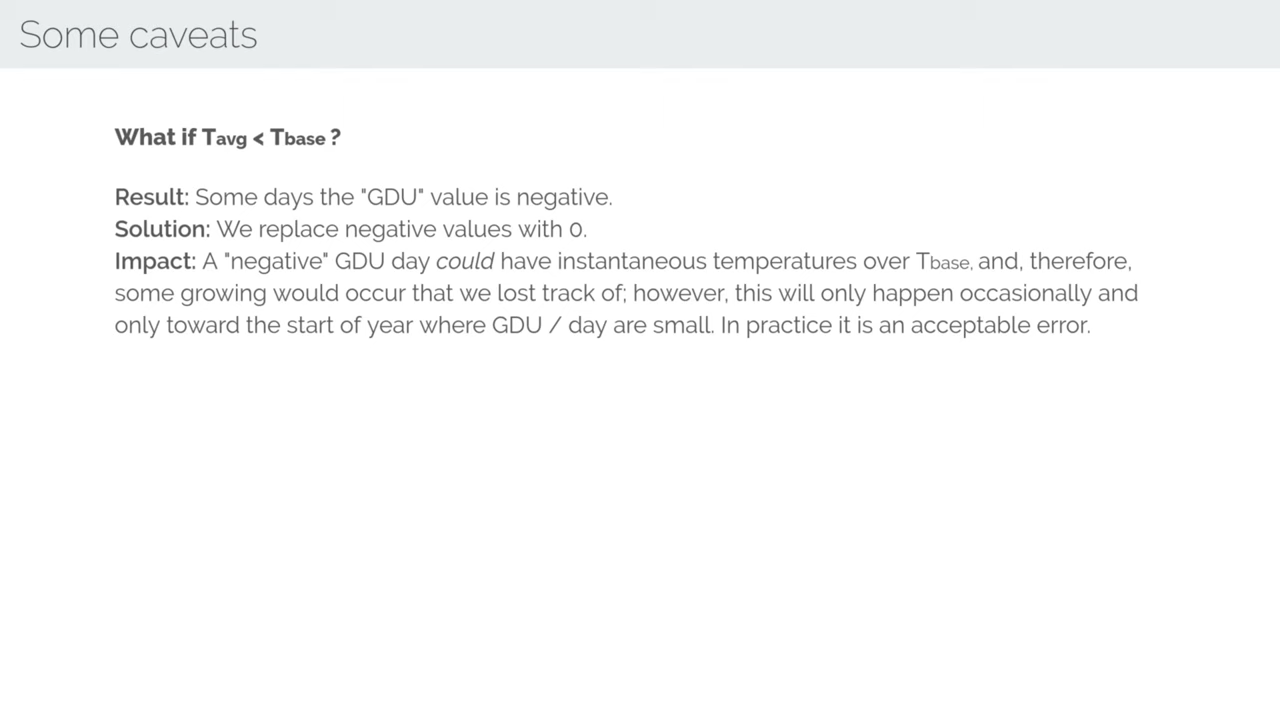 Some caveats
What if Tavg < Tbase ?
Result: Some days the "GDU" value is negative.
Solution: We replace negative values with 0.
Impact: A "negative" GDU day could have instantaneous temperatures over Tbase, and, therefore,
some growing would occur that we lost track of; however, this will only happen occasionally and
only toward the start of year where GDU / day are small. In practice it is an acceptable error.